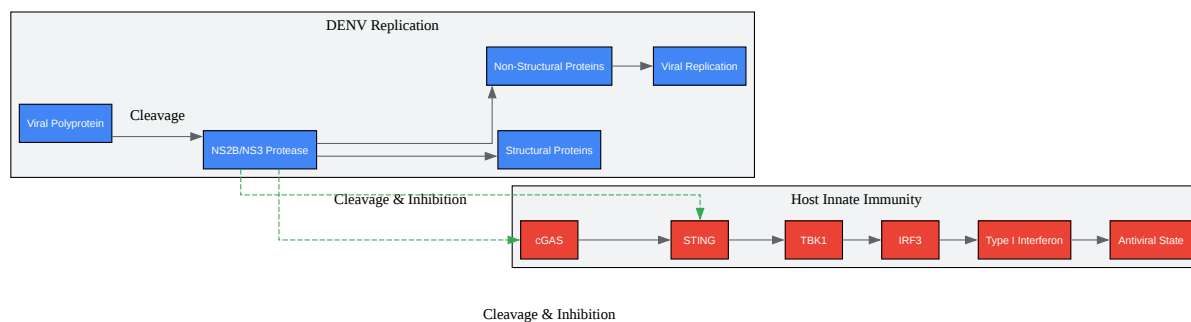 DENV Replication
Non-Structural Proteins
Viral Replication
Viral Polyprotein
Cleavage
NS2B/NS3 Protease
Structural Proteins
Cleavage & Inhibition
Host Innate Immunity
cGAS
STING
TBK1
IRF3
Type I Interferon
Antiviral State
Cleavage & Inhibition